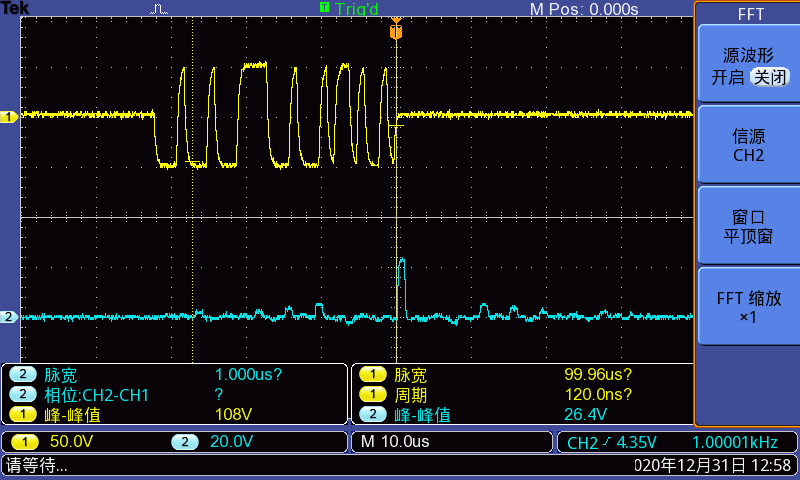 Tek
T Trig'd
M Pos: 0.000s
FFT
源波形
开启 关闭
信源
CH2
窗口
平顶窗
FFT 缩放
×1
T
1
2
2 脉宽 1.000us?
2 相位:CH2-CH1 ?
1 峰-峰值 108V
1 脉宽 99.96us?
1 周期 120.0ns?
2 峰-峰值 26.4V
1 50.0V 2 20.0V
M 10.0us
CH2 4.35V 1.00001kHz
请等待...
020年12月31日 12:58